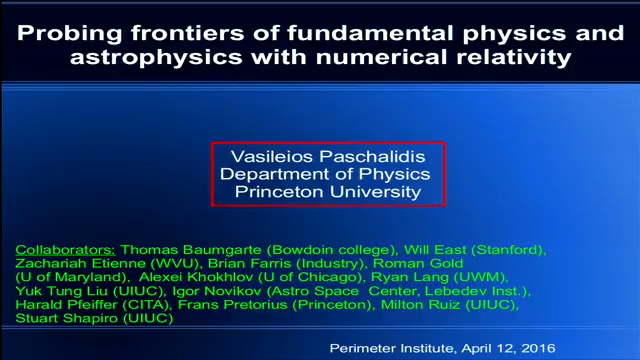 Probing frontiers of fundamental physics and
astrophysics with numerical relativity
Vasileios Paschalidis
Department of Physics
Princeton University
Collaborators: Thomas Baumgarte (Bowdoin college), Will East (Stanford),
Zachariah Etienne (WVU), Brian Farris (Industry), Roman Gold
(U of Maryland), Alexei Khokhlov (U of Chicago), Ryan Lang (UWM),
Yuk Tung Liu (UIUC), Igor Novikov (Astro Space Center, Lebedev Inst.),
Harald Pfeiffer (CITA), Frans Pretorius (Princeton), Milton Ruiz (UIUC),
Stuart Shapiro (UIUC)
Perimeter Institute, April 12, 2016